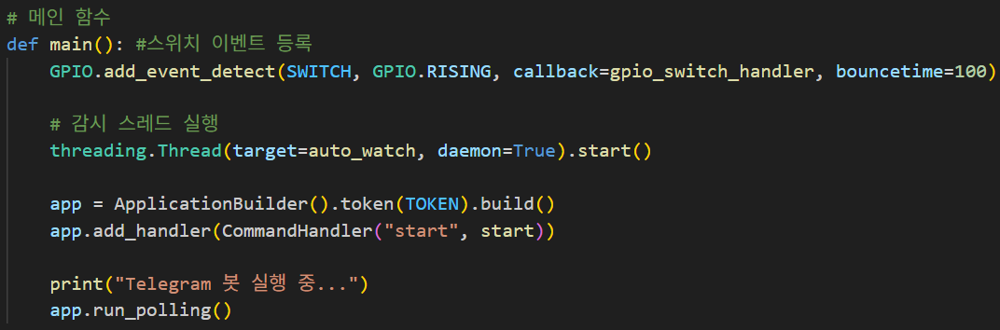 # 메인 함수
def main(): #스위치 이벤트 등록
    GPIO.add_event_detect(SWITCH, GPIO.RISING, callback=gpio_switch_handler, bouncetime=100)
    # 감시 스레드 실행
    threading.Thread(target=auto_watch, daemon=True).start()
    app = ApplicationBuilder().token(TOKEN).build()
    app.add_handler(CommandHandler("start", start))
    print("Telegram 봇 실행 중...")
    app.run_polling()